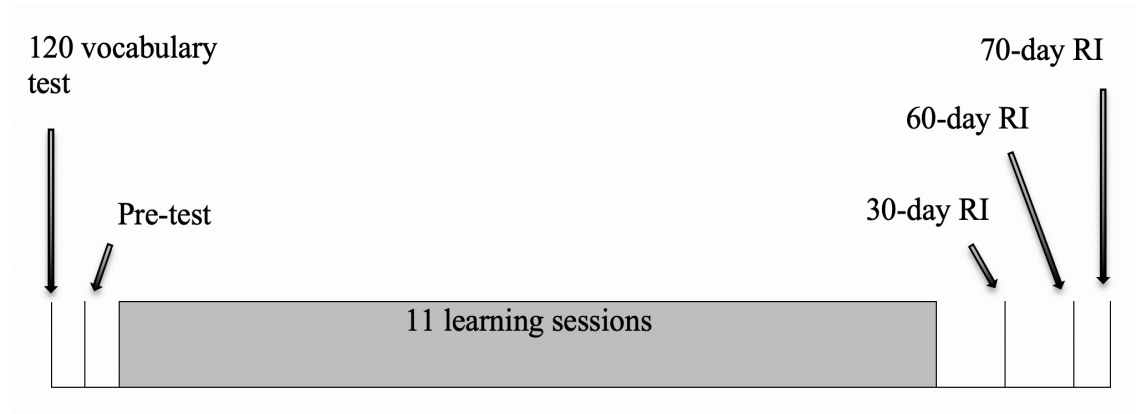 120 vocabulary
test
70-day RI
60-day RI
Pre-test
30-day RI
11 learning sessions